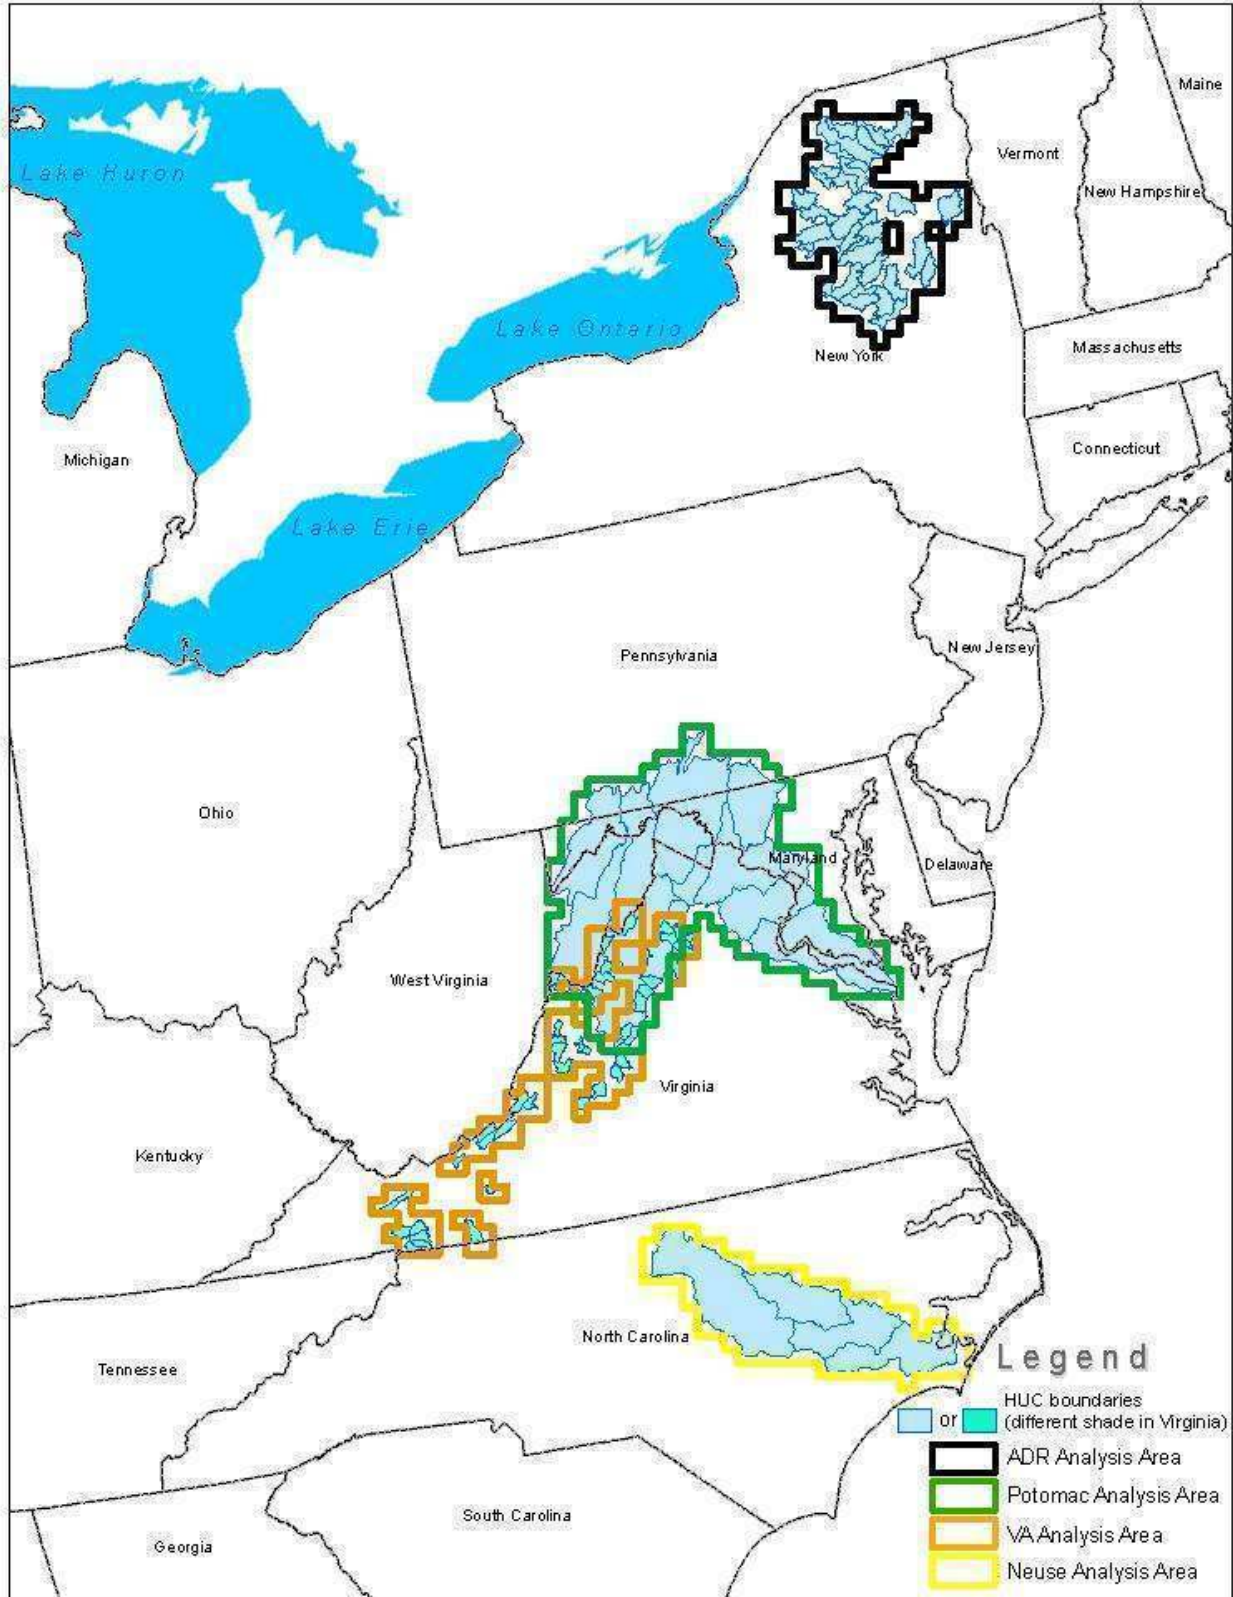 Maine
Vermont
Lake Huron
New Hampshire
Lake Ontario
Massachusetts
New York
Connecticut
Michigan
Lake Erie
New Jersey
Pennsylvania
Ohio
Maryland
Delaware
West Virginia
Virginia
Kentucky
North Carolina
Legend
Tennessee
HUC boundaries
or
(different shade in Virginia)
ADR Analysis Area
Potomac Analysis Area
South Carolina
VA Analysis Area
Georgia
Neuse Analysis Area